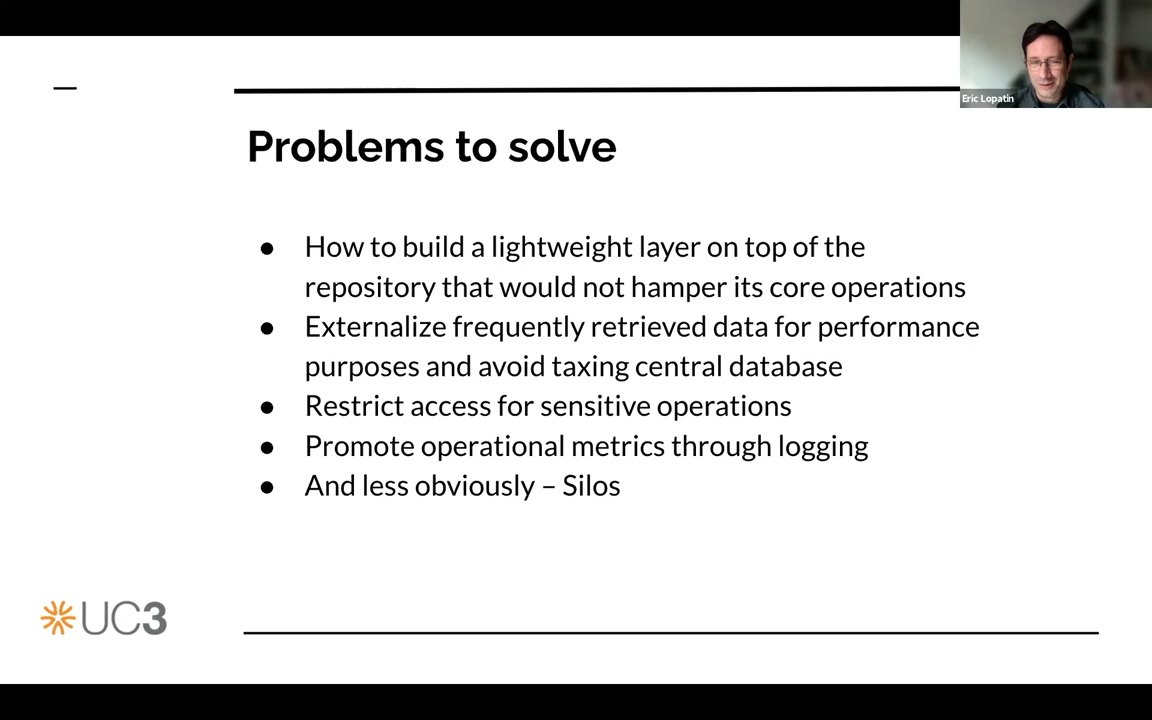 Eric Lopatin
Problems to solve
● How to build a lightweight layer on top of the
repository that would not hamper its core operations
● Externalize frequently retrieved data for performance
purposes and avoid taxing central database
● Restrict access for sensitive operations
● Promote operational metrics through logging
● And less obviously – Silos
UC3